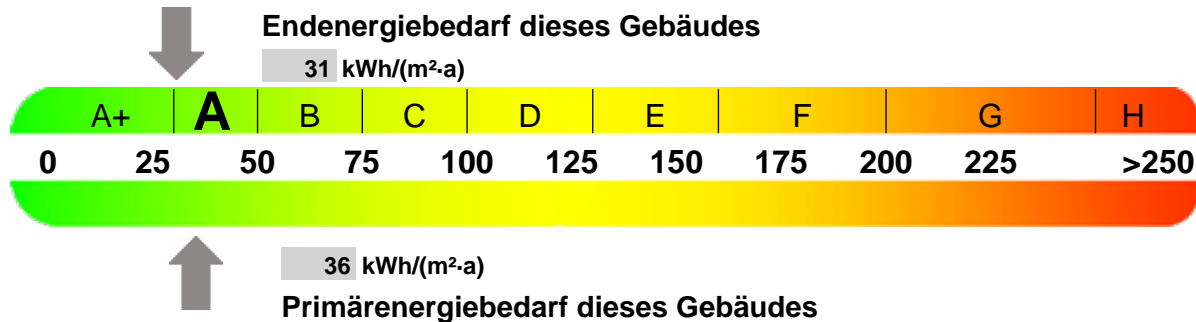 Endenergiebedarf dieses Gebäudes
31 kWh/(m²·a)
A+ A B C D E F G H
0 25 50 75 100 125 150 175 200 225 >250
36 kWh/(m²·a)
Primärenergiebedarf dieses Gebäudes